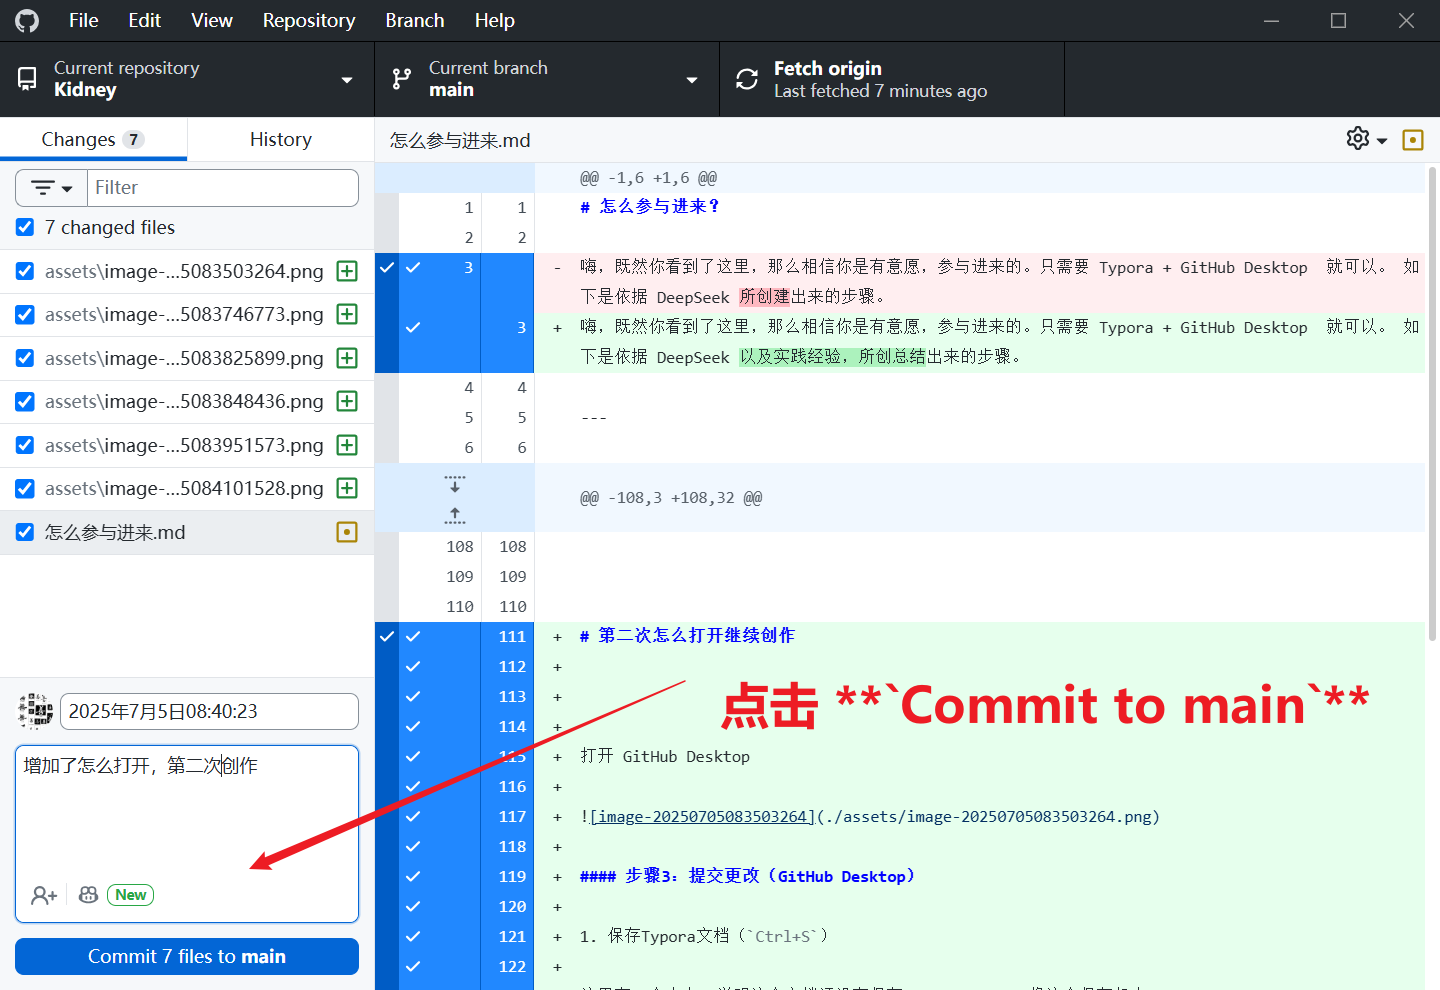 File Edit View Repository Branch Help
Current repository
Kidney
Current branch
main
Fetch origin
Last fetched 7 minutes ago
Changes 7
History
Filter
7 changed files
assets\image-...5083503264.png
assets\image-...5083746773.png
assets\image-...5083825899.png
assets\image-...5083848436.png
assets\image-...5083951573.png
assets\image-...5084101528.png
怎么参与进来.md
2025年7月5日08:40:23
增加了怎么打开，第二次创作
New
Commit 7 files to main
怎么参与进来.md
@@ -1,6 +1,6 @@
1 1 # 怎么参与进来？
2 2
3 - 嗨，既然你看到了这里，那么相信你是有意愿，参与进来的。只需要 Typora + GitHub Desktop 就可以。 如
下是依据 DeepSeek 所创建出来的步骤。
3 + 嗨，既然你看到了这里，那么相信你是有意愿，参与进来的。只需要 Typora + GitHub Desktop 就可以。 如
下是依据 DeepSeek 以及实践经验，所创总结出来的步骤。
4 4
5 5 ---
6 6
@@ -108,3 +108,32 @@
108 108
109 109
110 110
111 + # 第二次怎么打开继续创作
112 +
113 +
点击 **`Commit to main`**
114 +
115 + 打开 GitHub Desktop
116 +
117 + ![image-20250705083503264](./assets/image-20250705083503264.png)
118 +
119 + #### 步骤3：提交更改（GitHub Desktop）
120 +
121 + 1. 保存Typora文档（`Ctrl+S`）
122 +